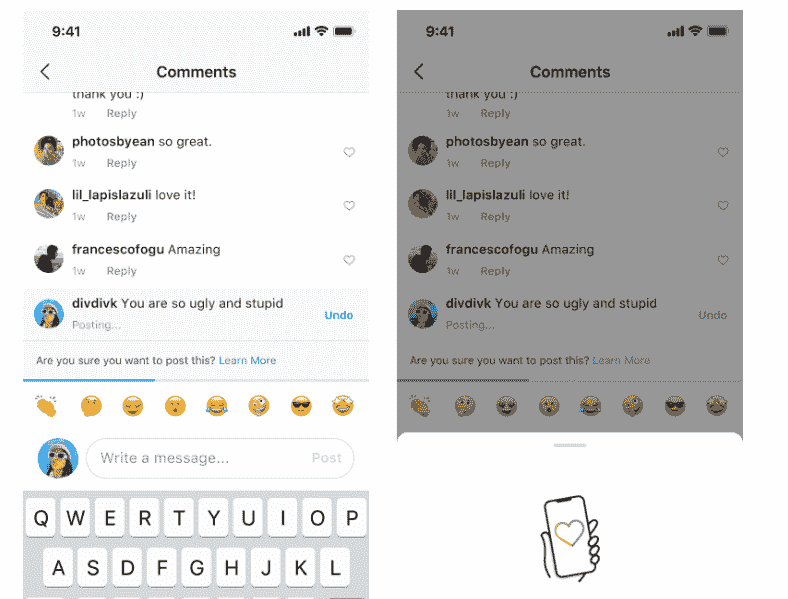 9:41
Comments
thank you :)
1w Reply
photosbyean so great.
1w Reply
lil_lapislazuli love it!
1w Reply
francescofogu Amazing
1w Reply
divdivk You are so ugly and stupid
Posting... Undo
Are you sure you want to post this? Learn More
Write a message... Post
Q W E R T Y U I O P
A S D F G H J K L
9:41
Comments
thank you :)
1w Reply
photosbyean so great.
1w Reply
lil_lapislazuli love it!
1w Reply
francescofogu Amazing
1w Reply
divdivk You are so ugly and stupid
Posting... Undo
Are you sure you want to post this? Learn More